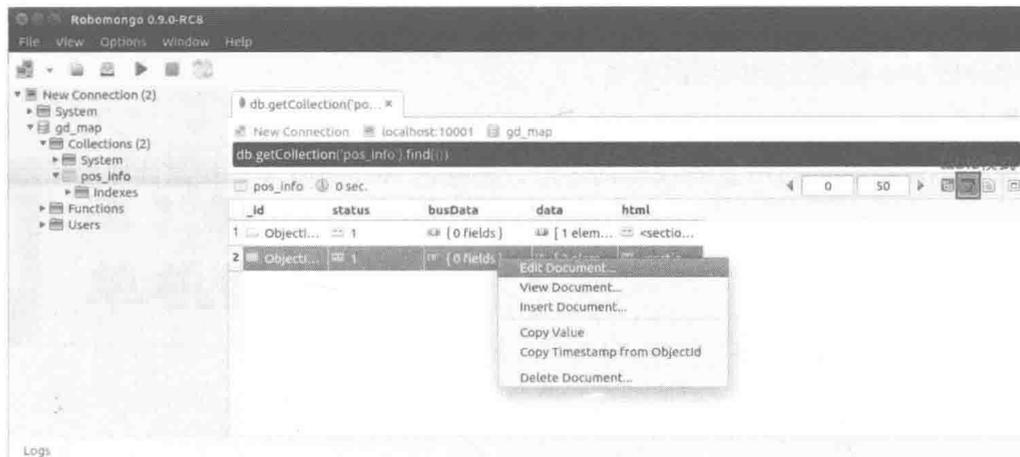 Robomongo 0.9.0-RC8
File View Options Window Help
New Connection (2)
System
gd_map
Collections (2)
System
pos_info
Indexes
Functions
Users
db.getCollection('po... ×
New Connection localhost:10001 gd_map
db.getCollection('pos_info').find({})
pos_info 0 sec.
0 50
_id status busData data html
1 Objecti... 1 { 0 fields } [ 1 elem... <sectio...
2 Objecti... 1 { 0 fields }
Edit Document...
View Document...
Insert Document...
Copy Value
Copy Timestamp from ObjectId
Delete Document...
Logs